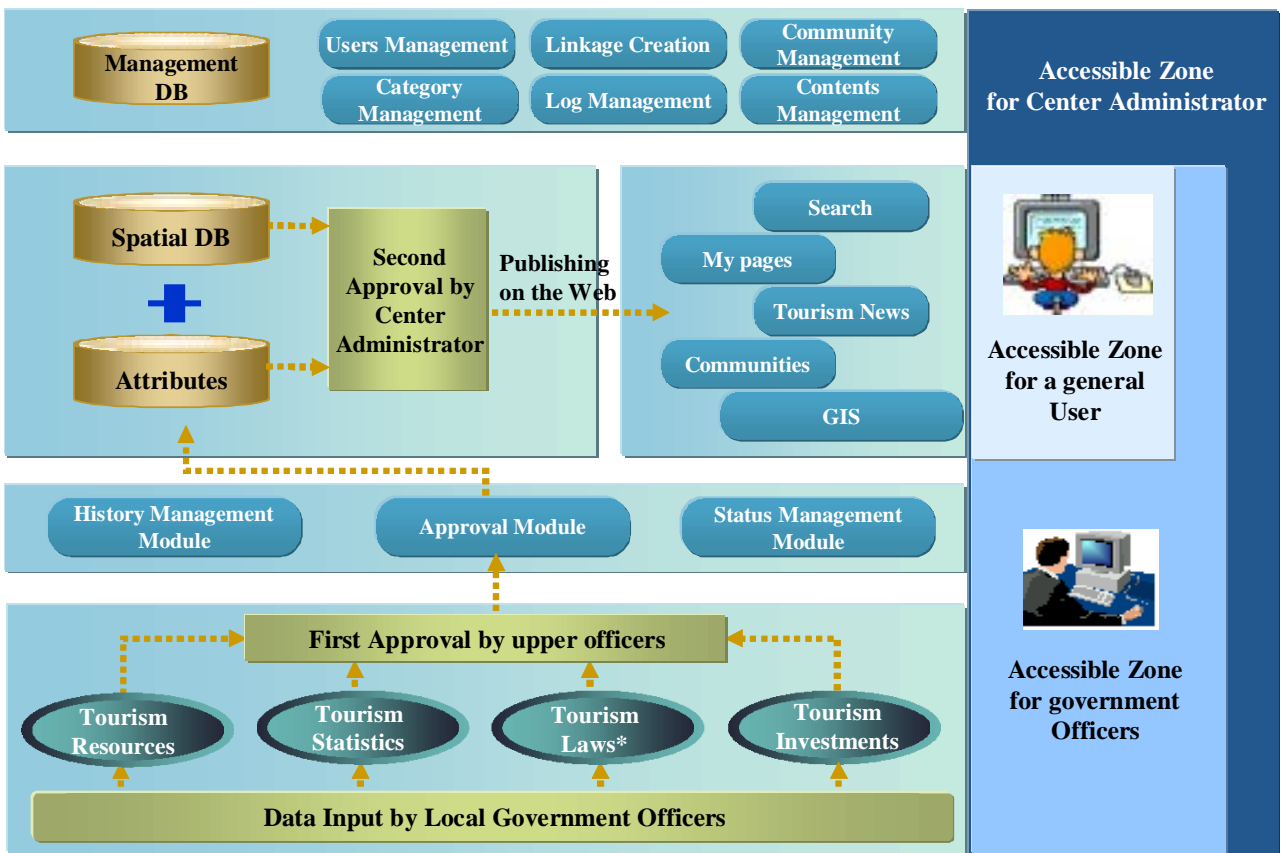 Management
DB
Users Management
Linkage Creation
Community
Management
Category
Management
Log Management
Contents
Management
Accessible Zone
for Center Administrator
Spatial DB
Attributes
Second
Approval by
Center
Administrator
Publishing
on the Web
Search
My pages
Tourism News
Communities
GIS
Accessible Zone
for a general
User
History Management
Module
Approval Module
Status Management
Module
First Approval by upper officers
Tourism
Resources
Tourism
Statistics
Tourism
Laws*
Tourism
Investments
Data Input by Local Government Officers
Accessible Zone
for government
Officers